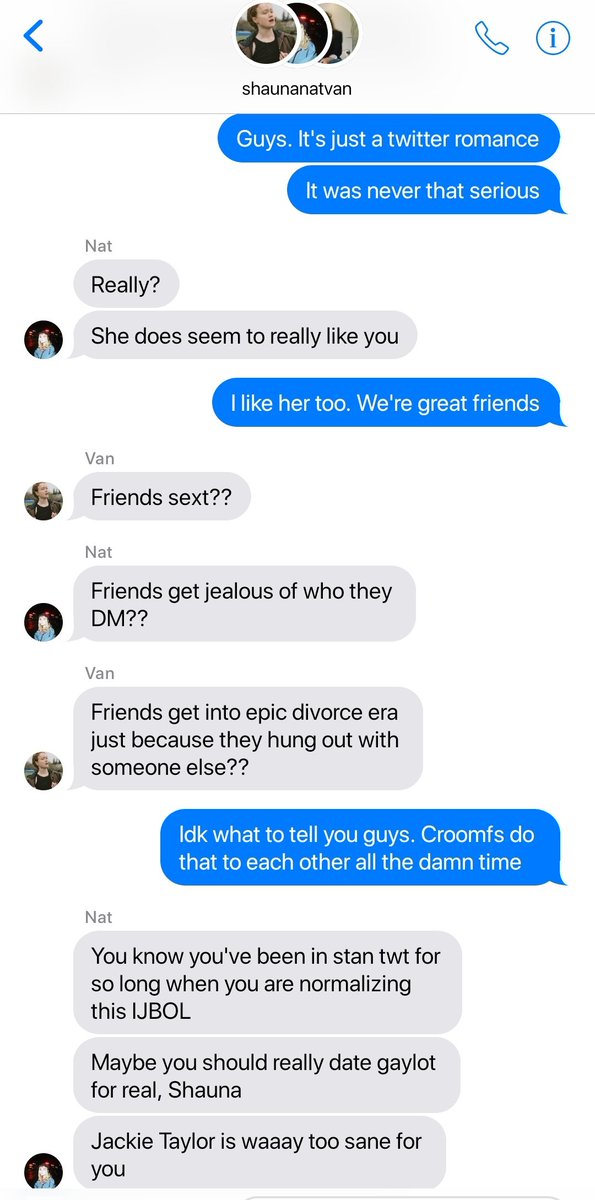 shaunanatvan
Guys. It's just a twitter romance
It was never that serious
Nat
Really?
She does seem to really like you
I like her too. We're great friends
Van
Friends sext??
Nat
Friends get jealous of who they
DM??
Van
Friends get into epic divorce era
just because they hung out with
someone else??
Idk what to tell you guys. Croomfs do
that to each other all the damn time
Nat
You know you've been in stan twt for
so long when you are normalizing
this IJBOL
Maybe you should really date gaylot
for real, Shauna
Jackie Taylor is waaay too sane for
you